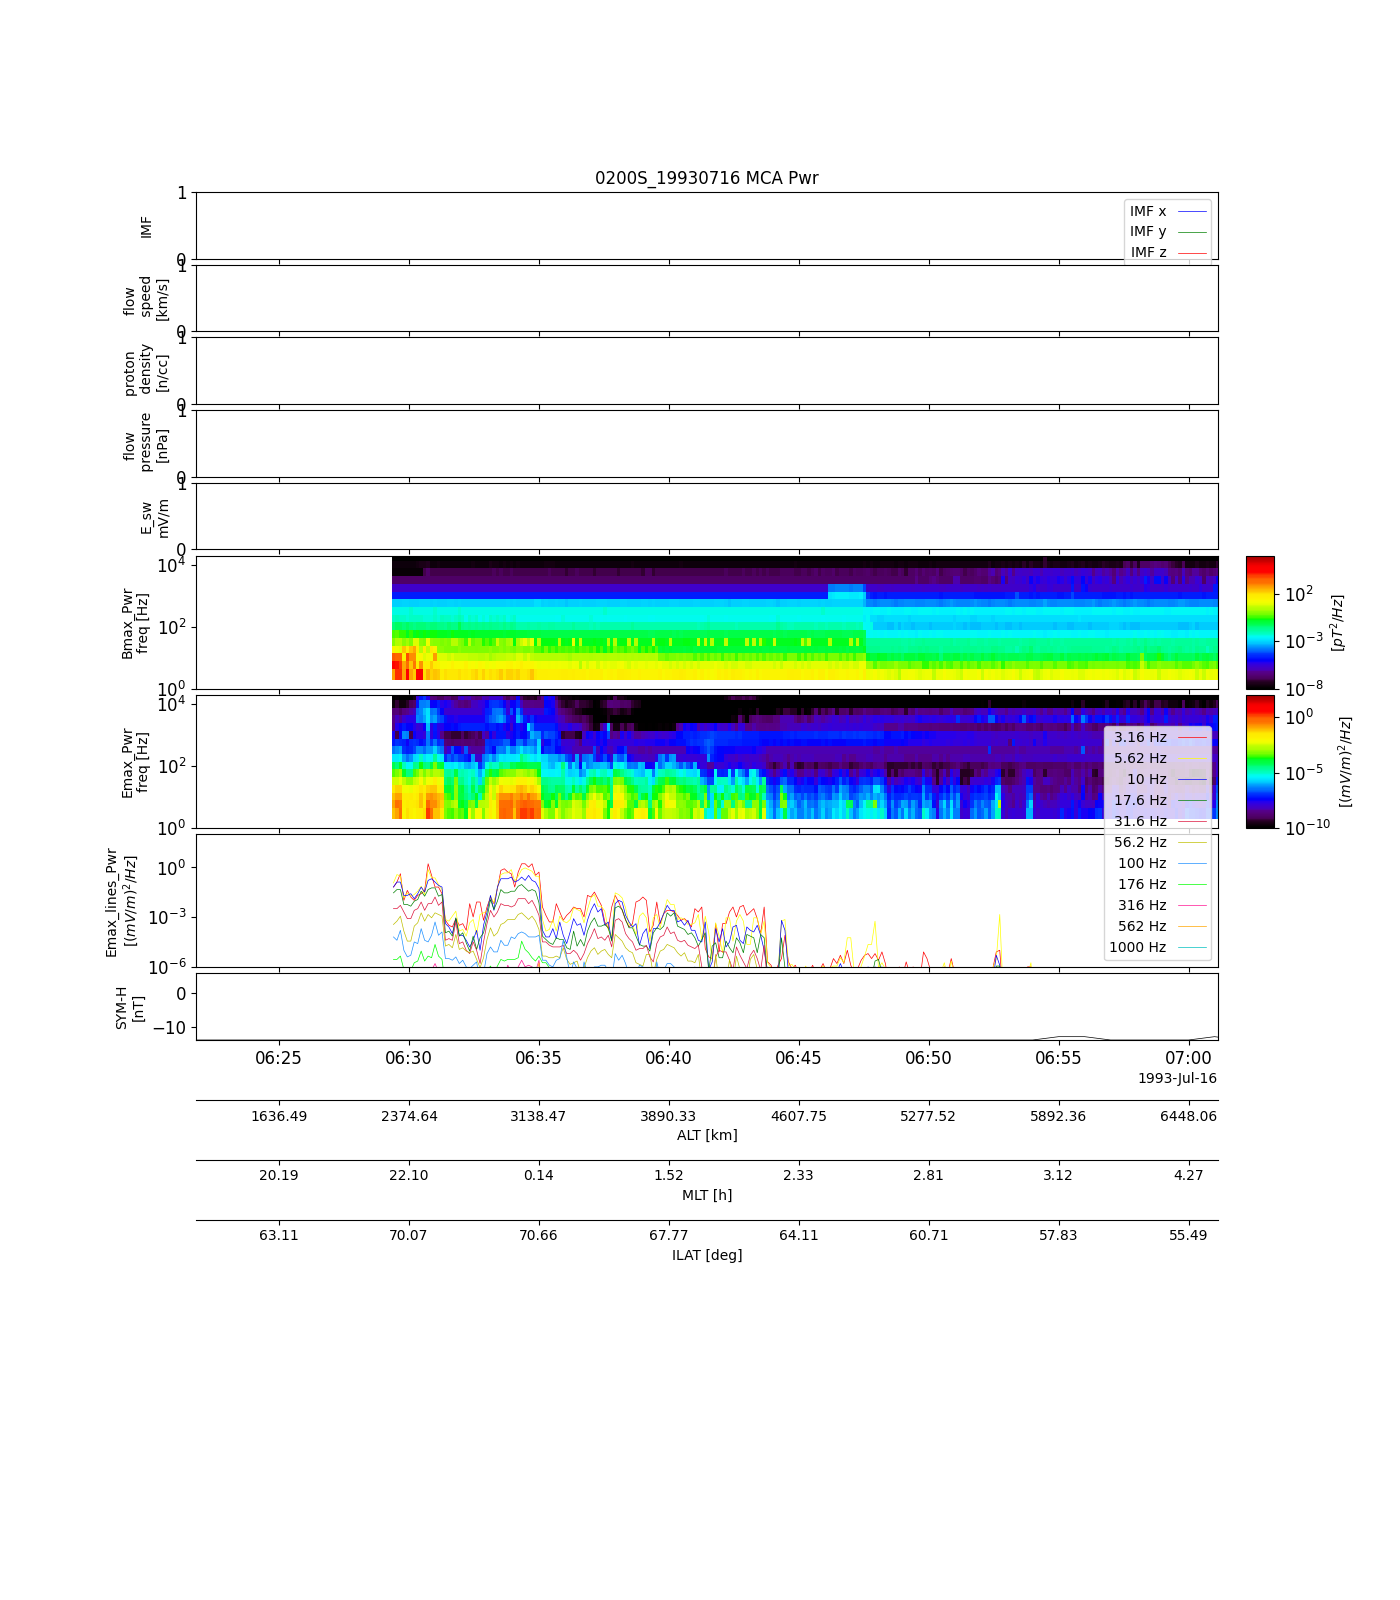 0200S_19930716 MCA Pwr
1
IMF
0
IMF x
IMF y
IMF z
1
flow
speed
[km/s]
0
1
proton
density
[n/cc]
0
1
flow
pressure
[nPa]
0
1
E_sw
mV/m
0
10^4
10^2
10^0
Bmax_Pwr
freq [Hz]
10^2
10^-3
10^-8
[pT^2/Hz]
10^4
10^2
10^0
Emax_Pwr
freq [Hz]
10^0
10^-5
10^-10
[(mV/m)^2/Hz]
3.16 Hz
5.62 Hz
10 Hz
17.6 Hz
31.6 Hz
56.2 Hz
100 Hz
176 Hz
316 Hz
562 Hz
1000 Hz
10^0
10^-3
10^-6
Emax_lines_Pwr
[(mV/m)^2/Hz]
0
−10
SYM-H
[nT]
06:25 06:30 06:35 06:40 06:45 06:50 06:55 07:00
1993-Jul-16
1636.49 2374.64 3138.47 3890.33 4607.75 5277.52 5892.36 6448.06
ALT [km]
20.19 22.10 0.14 1.52 2.33 2.81 3.12 4.27
MLT [h]
63.11 70.07 70.66 67.77 64.11 60.71 57.83 55.49
ILAT [deg]